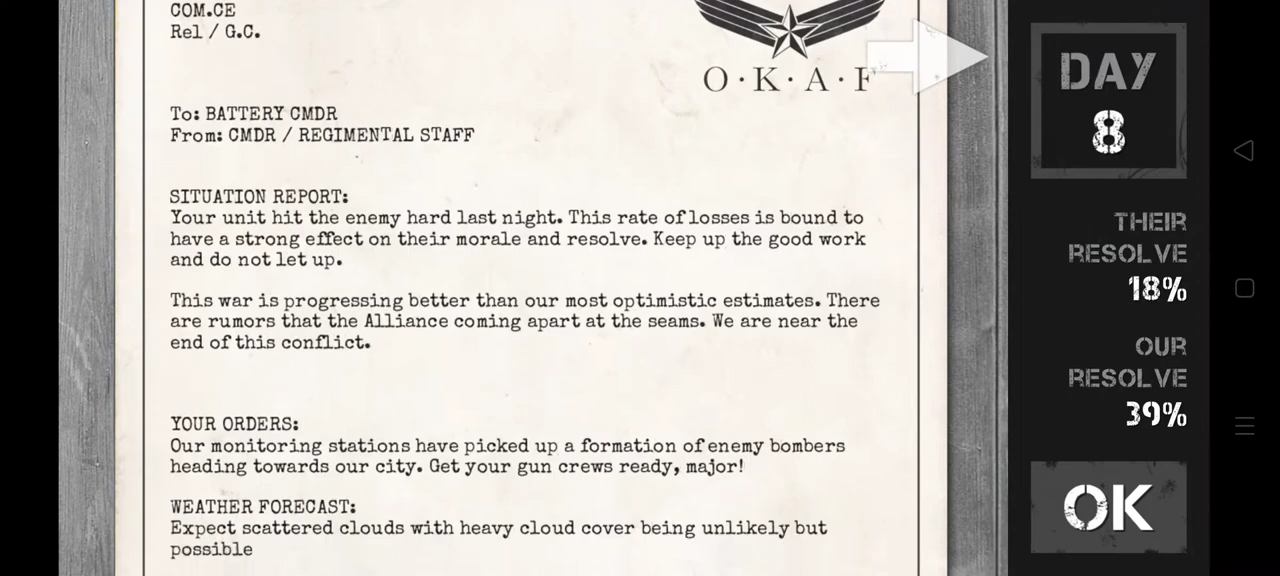 COM.CE
Rel / G.C.
O·K·A·F
To: BATTERY CMDR
From: CMDR / REGIMENTAL STAFF
SITUATION REPORT:
Your unit hit the enemy hard last night. This rate of losses is bound to
have a strong effect on their morale and resolve. Keep up the good work
and do not let up.
This war is progressing better than our most optimistic estimates. There
are rumors that the Alliance coming apart at the seams. We are near the
end of this conflict.
YOUR ORDERS:
Our monitoring stations have picked up a formation of enemy bombers
heading towards our city. Get your gun crews ready, major!
WEATHER FORECAST:
Expect scattered clouds with heavy cloud cover being unlikely but
possible
DAY
8
THEIR
RESOLVE
18%
OUR
RESOLVE
39%
OK